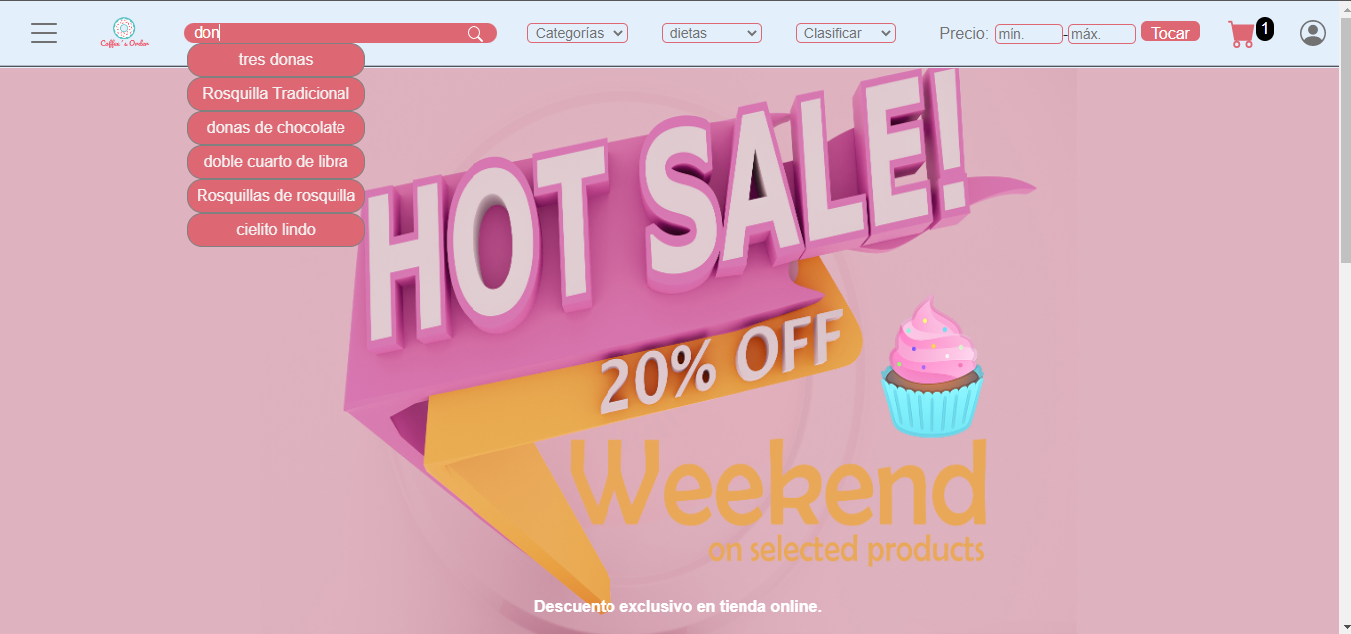 Coffee's Order
don
Categorías
dietas
Clasificar
Precio:
min.
-
máx.
Tocar
1
tres donas
Rosquilla Tradicional
donas de chocolate
doble cuarto de libra
Rosquillas de rosquilla
cielito lindo
HOT SALE!
20% OFF
Weekend
on selected products
Descuento exclusivo en tienda online.